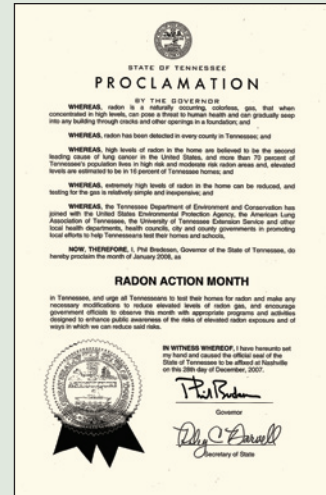 STATE OF TENNESSEE
PROCLAMATION
BY THE GOVERNOR
WHEREAS, radon is a naturally occurring, colorless, gas, that when
concentrated in high levels, can pose a threat to human health and can gradually seep
into any building through cracks and other openings in a foundation; and
WHEREAS, radon has been detected in every county in Tennessee; and
WHEREAS, high levels of radon in the home are believed to be the second
leading cause of lung cancer in the United States, and more than 70 percent of
Tennessee's population lives in high risk and moderate risk radon areas and, elevated
levels are estimated to be in 16 percent of Tennessee homes; and
WHEREAS, extremely high levels of radon in the home can be reduced, and
testing for the gas is relatively simple and inexpensive; and
WHEREAS, the Tennessee Department of Environment and Conservation has
joined with the United States Environmental Protection Agency, the American Lung
Association of Tennessee, the University of Tennessee Extension Service and other
local health departments, health councils, city and county governments in promoting
local efforts to help Tennesseans test their homes and schools,
NOW, THEREFORE, I, Phil Bredesen, Governor of the State of Tennessee, do
hereby proclaim the month of January 2008, as
RADON ACTION MONTH
in Tennessee, and urge all Tennesseans to test their homes for radon and make any
necessary modifications to reduce elevated levels of radon gas, and encourage
government officials to observe this month with appropriate programs and activities
designed to enhance public awareness of the risks of elevated radon exposure and of
ways in which we can reduce said risks.
IN WITNESS WHEREOF, I have hereunto set
my hand and caused the official seal of the
State of Tennessee to be affixed at Nashville
on this 28th day of December, 2007.
Phil Bredesen
Governor
Riley C Darnell
Secretary of State